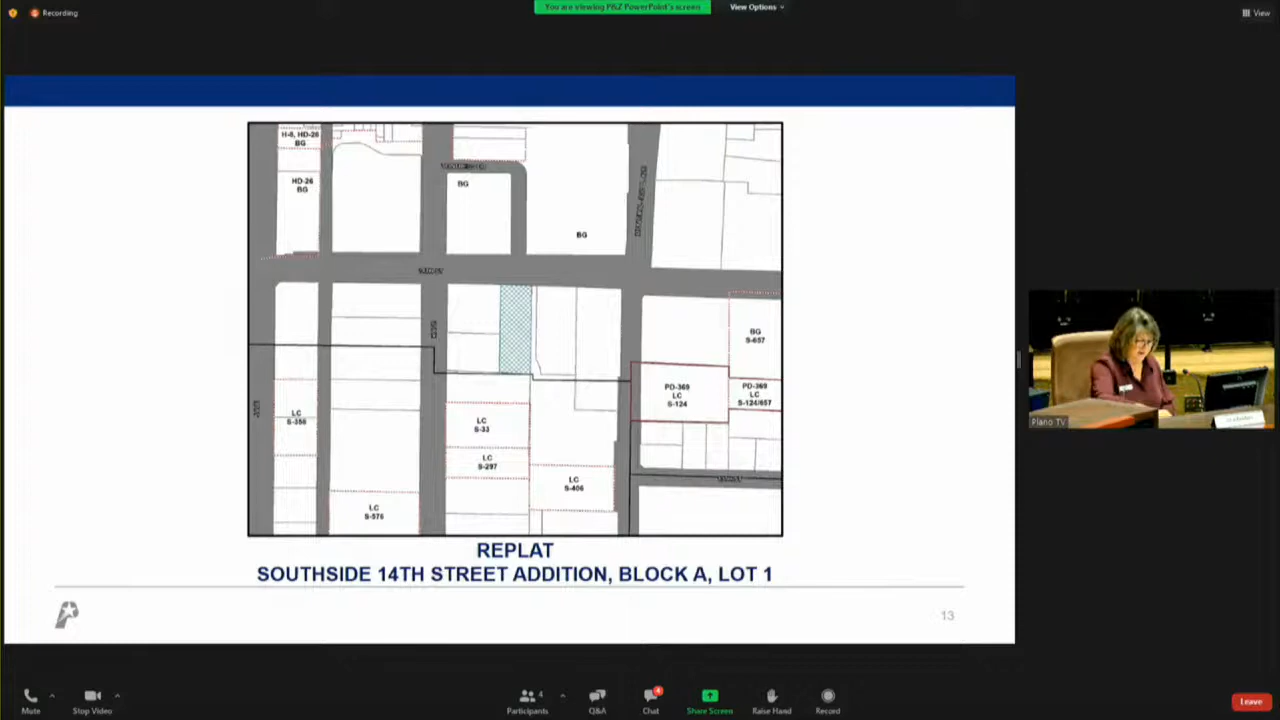 Recording
You are viewing P&Z PowerPoint's screen
View Options
View
H-8, HD-26
BG
HD-26
BG
BG
BG
BG
S-657
PD-369
LC
S-124
PD-369
LC
S-124/657
LC
S-356
LC
S-33
LC
S-297
LC
S-406
LC
S-576
REPLAT
SOUTHSIDE 14TH STREET ADDITION, BLOCK A, LOT 1
13
Plano TV
Mute
Stop Video
4
Participants
Q&A
4
Chat
Share Screen
Raise Hand
Record
Leave